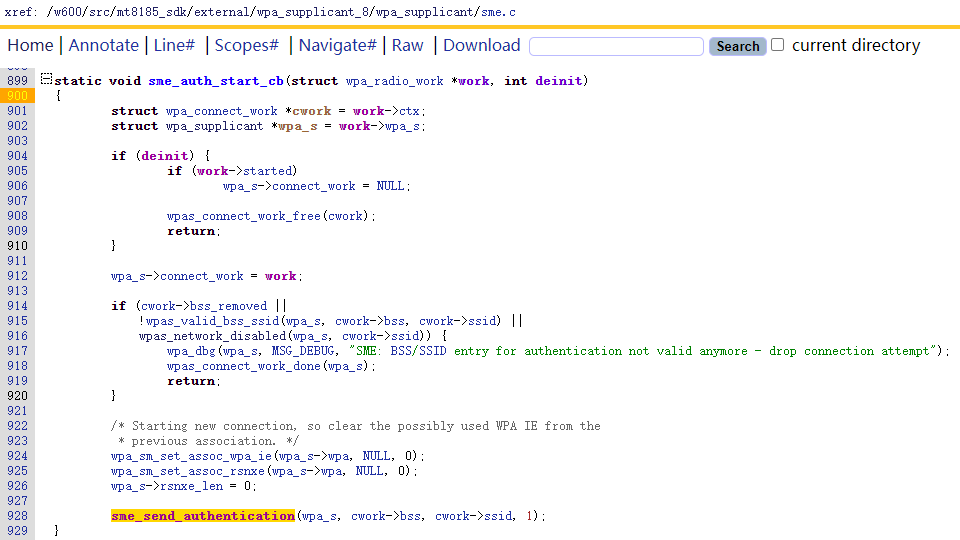 xref: /w600/src/mt8185_sdk/external/wpa_supplicant_8/wpa_supplicant/sme.c
Home | Annotate | Line# | Scopes# | Navigate# | Raw | Download Search current directory
899 static void sme_auth_start_cb(struct wpa_radio_work *work, int deinit)
900 {
901 struct wpa_connect_work *cwork = work->ctx;
902 struct wpa_supplicant *wpa_s = work->wpa_s;
903
904 if (deinit) {
905 if (work->started)
906 wpa_s->connect_work = NULL;
907
908 wpas_connect_work_free(cwork);
909 return;
910 }
911
912 wpa_s->connect_work = work;
913
914 if (cwork->bss_removed ||
915 !wpas_valid_bss_ssid(wpa_s, cwork->bss, cwork->ssid) ||
916 wpas_network_disabled(wpa_s, cwork->ssid)) {
917 wpa_dbg(wpa_s, MSG_DEBUG, "SME: BSS/SSID entry for authentication not valid anymore - drop connection attempt");
918 wpas_connect_work_done(wpa_s);
919 return;
920 }
921
922 /* Starting new connection, so clear the possibly used WPA IE from the
923 * previous association. */
924 wpa_sm_set_assoc_wpa_ie(wpa_s->wpa, NULL, 0);
925 wpa_sm_set_assoc_rsnxe(wpa_s->wpa, NULL, 0);
926 wpa_s->rsnxe_len = 0;
927
928 sme_send_authentication(wpa_s, cwork->bss, cwork->ssid, 1);
929 }